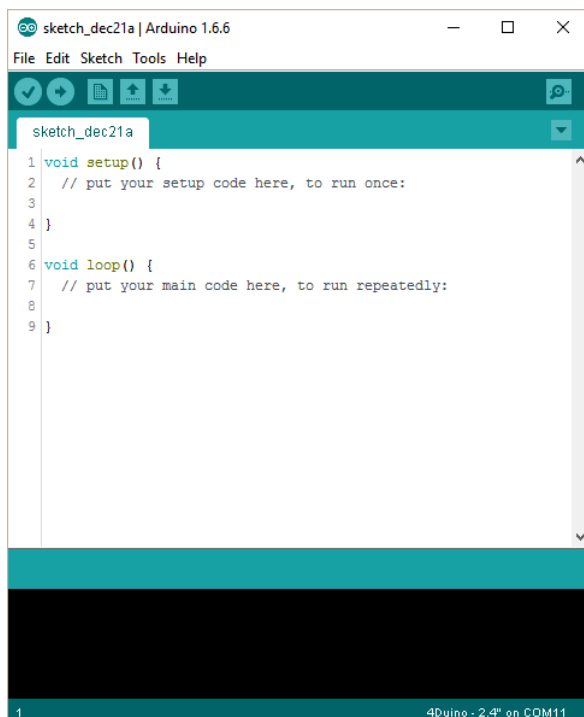 sketch_dec21a | Arduino 1.6.6
File Edit Sketch Tools Help
sketch_dec21a
1 void setup() {
2   // put your setup code here, to run once:
3
4 }
5
6 void loop() {
7   // put your main code here, to run repeatedly:
8
9 }
1 4Duino - 2.4" on COM11